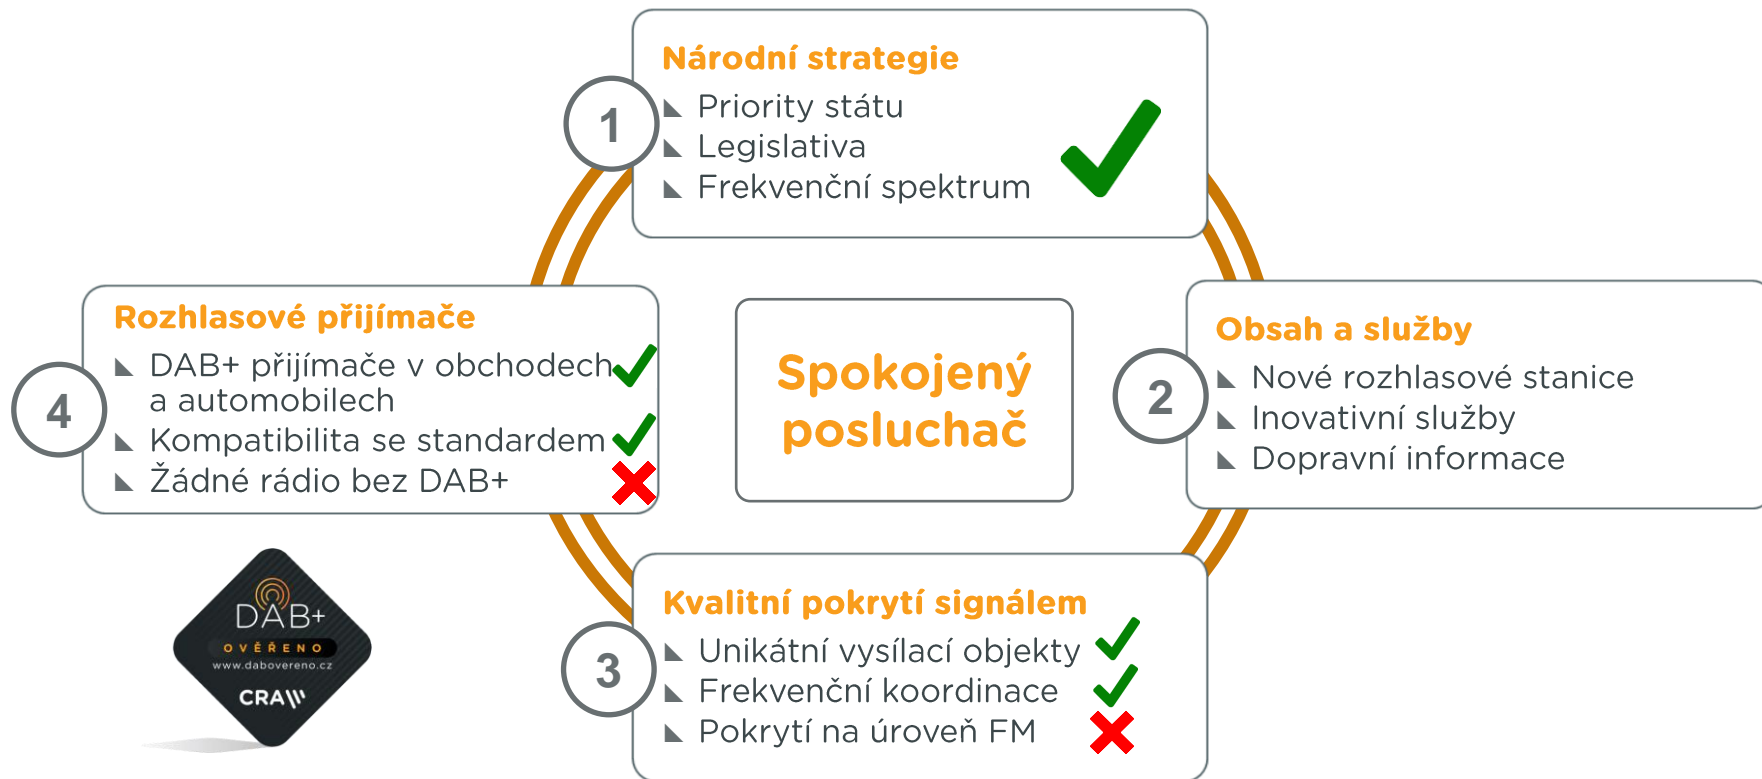 Národní strategie
1
Priority státu
Legislativa
Frekvenční spektrum
Obsah a služby
2
Nové rozhlasové stanice
Inovativní služby
Dopravní informace
Kvalitní pokrytí signálem
3
Unikátní vysílací objekty
Frekvenční koordinace
Pokrytí na úroveň FM
Rozhlasové přijímače
4
DAB+ přijímače v obchodech
a automobilech
Kompatibilita se standardem
Žádné rádio bez DAB+
Spokojený
posluchač
DAB+
OVĚŘENO
www.dabovereno.cz
CRA